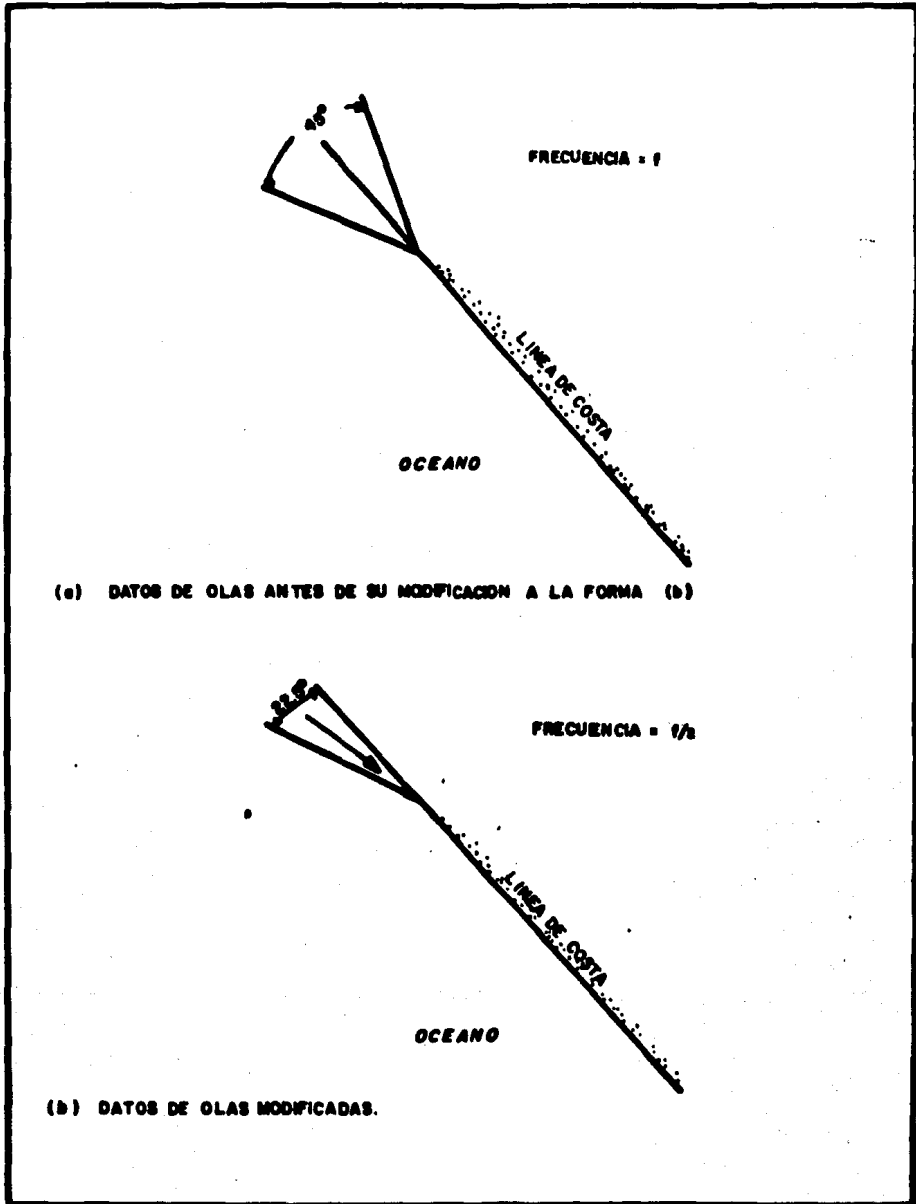 45°
FRECUENCIA = f
LINEA DE COSTA
OCEANO
(a) DATOS DE OLAS ANTES DE SU MODIFICACION A LA FORMA (b)
22.5°
FRECUENCIA = f/2
LINEA DE COSTA
OCEANO
(b) DATOS DE OLAS MODIFICADAS.